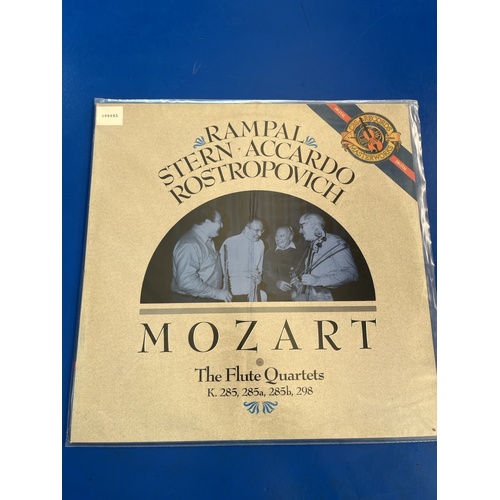 RAMPAL
STERN · ACCARDO
ROSTROPOVICH
MOZART
The Flute Quartets
K. 285, 285a, 285b, 298